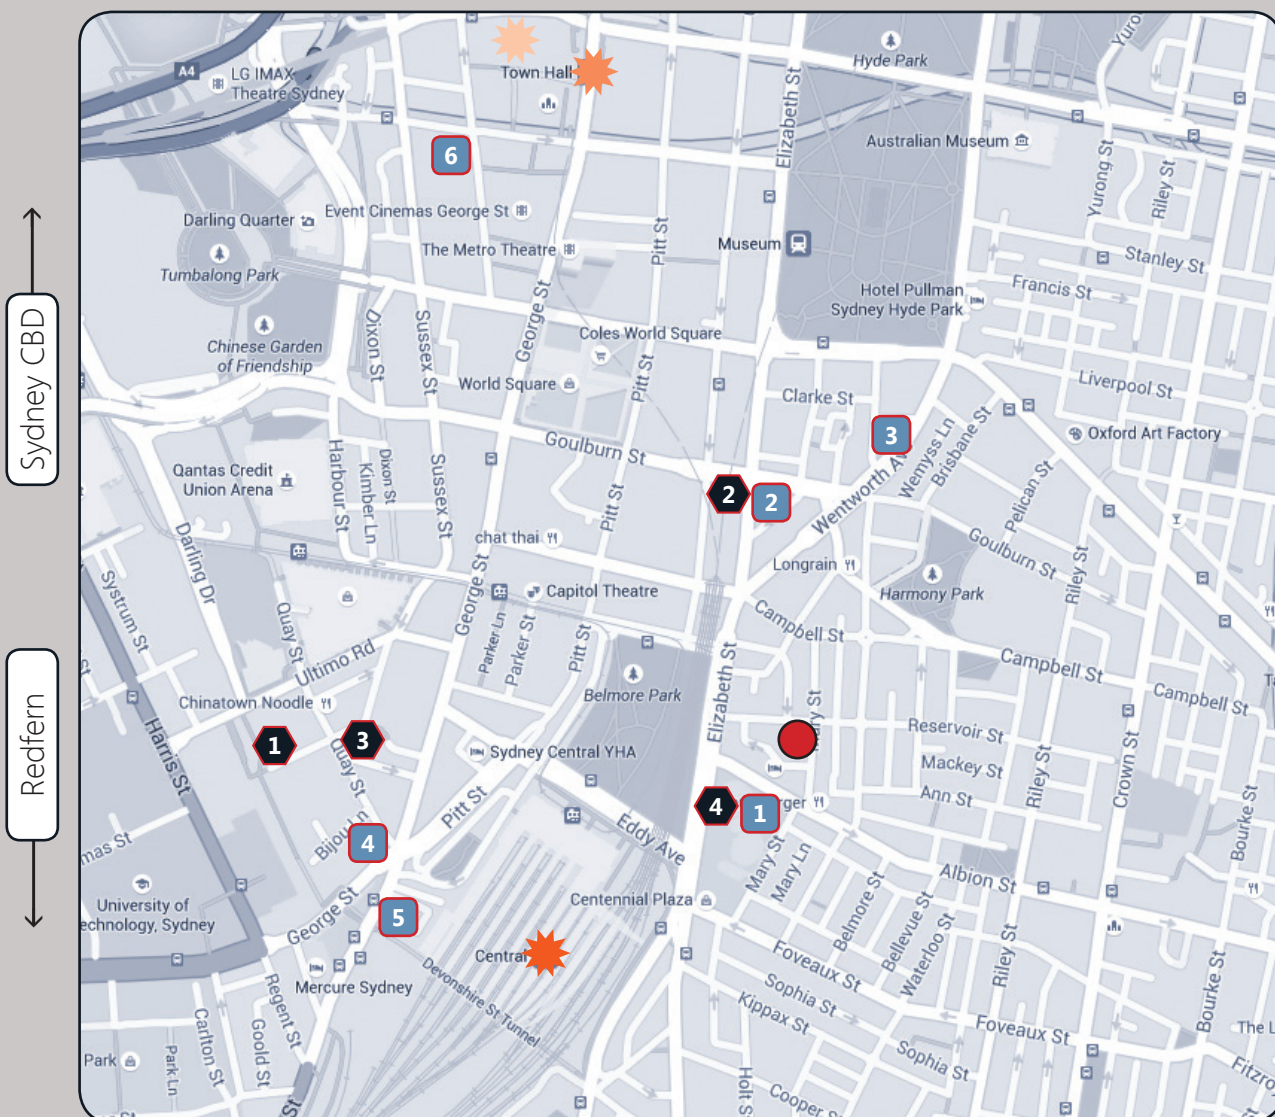 Sydney CBD
Redfern
A4
LG IMAX
Theatre Sydney
Town Hall
Hyde Park
Elizabeth St
Australian Museum
Yurong St
Riley St
6
Event Cinemas George St
Darling Quarter
The Metro Theatre
Pitt St
Museum
Stanley St
Tumbalong Park
Francis St
Hotel Pullman
Sydney Hyde Park
George St
Dixon St
Sussex St
Coles World Square
Chinese Garden
of Friendship
World Square
Pitt St
Clarke St
Liverpool St
3
Oxford Art Factory
Wemyss Ln
Brisbane St
Goulburn St
Qantas Credit
Union Arena
Harbour St
Kimber Ln
Dixon St
Sussex St
2
2
Pitt St
Wentworth Av
Pelican St
Goulburn St
chat thai
Darling Dr
Longrain
Harmony Park
Riley St
Systrum St
Quay St
George St
Capitol Theatre
Parker Ln
Parker St
Pitt St
Campbell St
Campbell St
Campbell St
Ultimo Rd
Belmore Park
Elizabeth St
Chinatown Noodle
1
3
Quay St
Harris St
Sydney Central YHA
Reservoir St
Mackey St
Ann St
Riley St
Crown St
Bourke St
4
1
Pitt St
Eddy Ave
Bijou Ln
4
Mary St
Mary Ln
Albion St
University of
echnology, Sydney
George St
5
Centennial Plaza
Belmore St
Bellevue St
Waterloo St
Riley St
Central
Devonshire St Tunnel
Foveaux St
Sophia St
Kippax St
Foveaux St
Sophia St
Bourke St
Mercure Sydney
Regent St
Carlton St
Goold St
Park
Park Ln
Holt S
Cooper S
The L
Fitzro